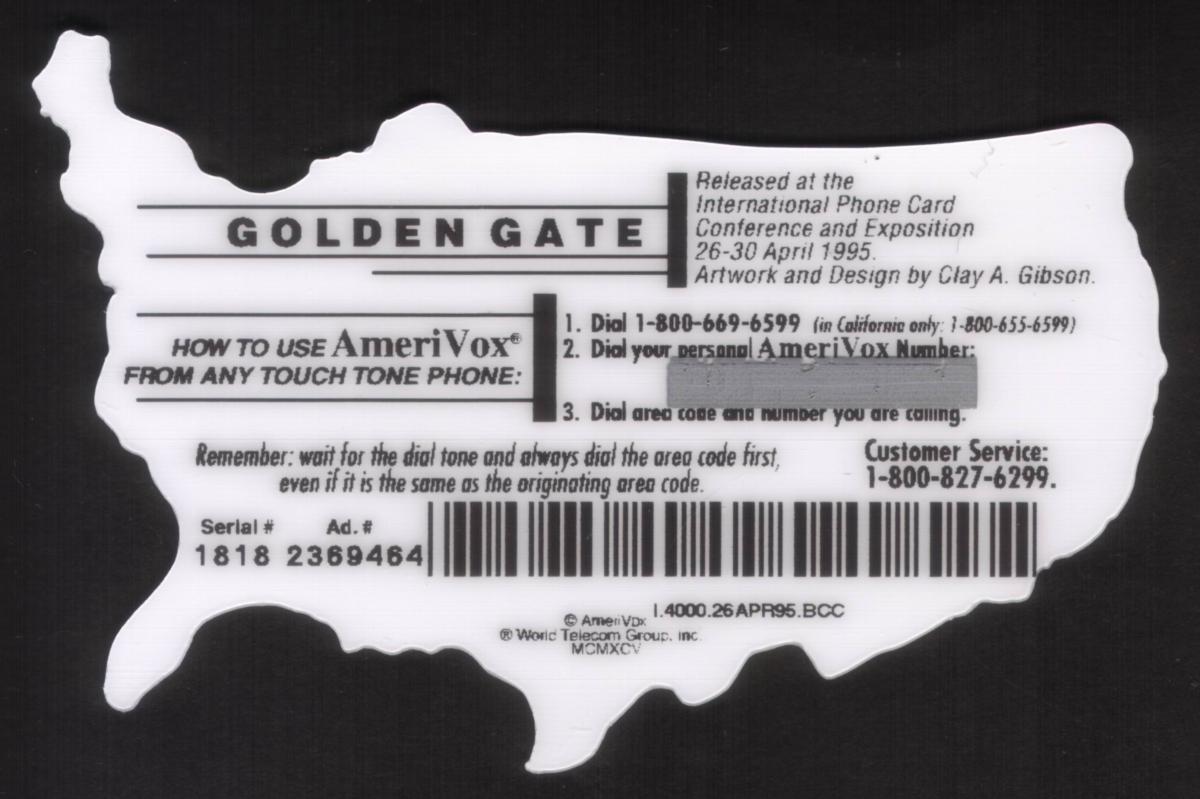 GOLDEN GATE
Released at the
International Phone Card
Conference and Exposition
26-30 April 1995.
Artwork and Design by Clay A. Gibson.
HOW TO USE AmeriVox®
FROM ANY TOUCH TONE PHONE:
1. Dial 1-800-669-6599 (in California only: 1-800-655-6599)
2. Dial your personal AmeriVox Number:
3. Dial area code and number you are calling.
Remember: wait for the dial tone and always dial the area code first,
even if it is the same as the originating area code.
Customer Service:
1-800-827-6299.
Serial # Ad. #
1818 2369464
I.4000.26APR95.BCC
© AmeriVox
® World Telecom Group, Inc.
MCMXCV